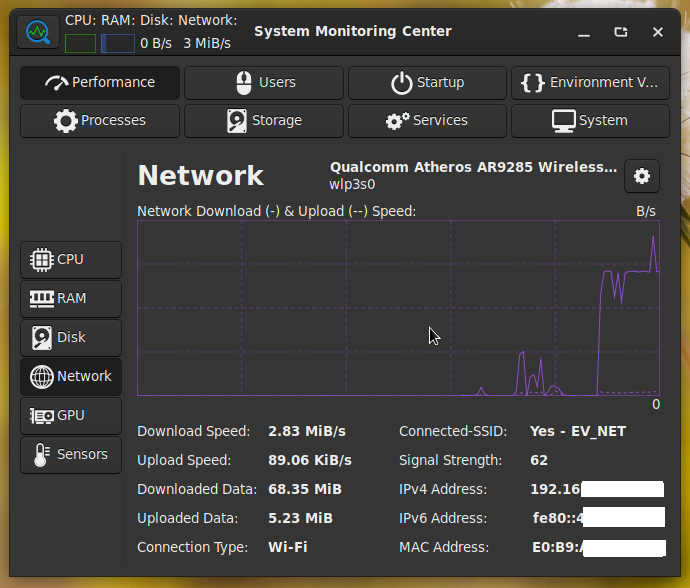 CPU: RAM: Disk: Network:
0 B/s 3 MiB/s
System Monitoring Center
Performance Users Startup Environment V...
Processes Storage Services System
Network
Qualcomm Atheros AR9285 Wireless...
wlp3s0
Network Download (-) & Upload (--) Speed: B/s
CPU
RAM
Disk
Network
GPU
Sensors
0
Download Speed: 2.83 MiB/s Connected-SSID: Yes - EV_NET
Upload Speed: 89.06 KiB/s Signal Strength: 62
Downloaded Data: 68.35 MiB IPv4 Address: 192.16
Uploaded Data: 5.23 MiB IPv6 Address: fe80::4
Connection Type: Wi-Fi MAC Address: E0:B9: